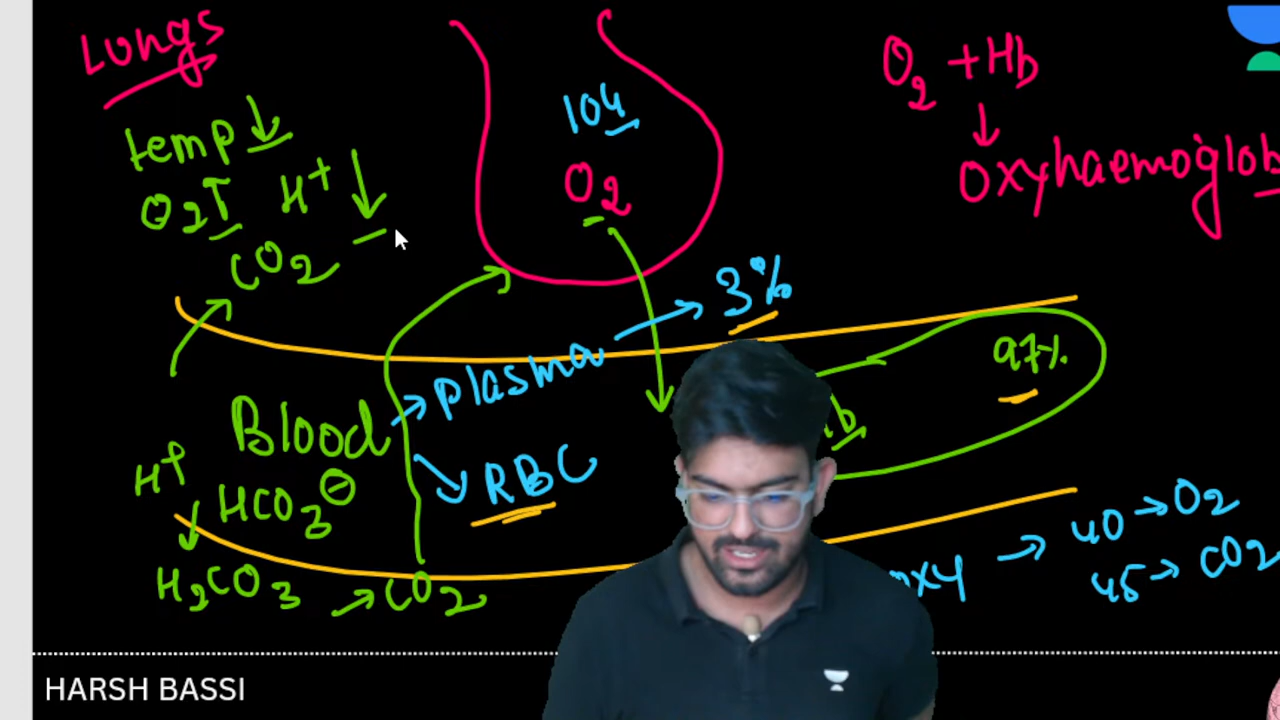 Lungs
temp ↓
O2↑ H+ ↓
CO2
104
O2
O2 + Hb
↓
Oxyhaemoglob
→ 3%
97%
Blood → plasma
↘ RBC
H+
HCO3⊖
↓
H2CO3 → CO2
oxy → 40 → O2
45 → CO2
HARSH BASSI